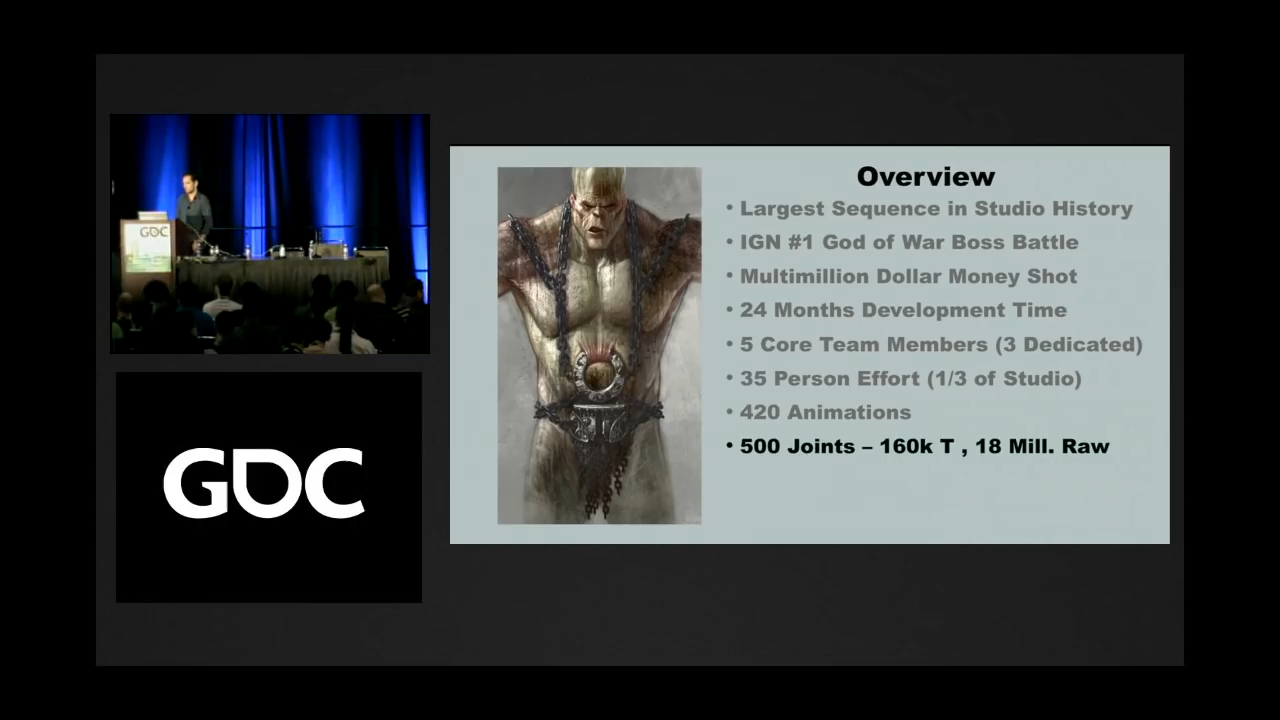 GDC
GDC
Overview
• Largest Sequence in Studio History
• IGN #1 God of War Boss Battle
• Multimillion Dollar Money Shot
• 24 Months Development Time
• 5 Core Team Members (3 Dedicated)
• 35 Person Effort (1/3 of Studio)
• 420 Animations
• 500 Joints – 160k T , 18 Mill. Raw